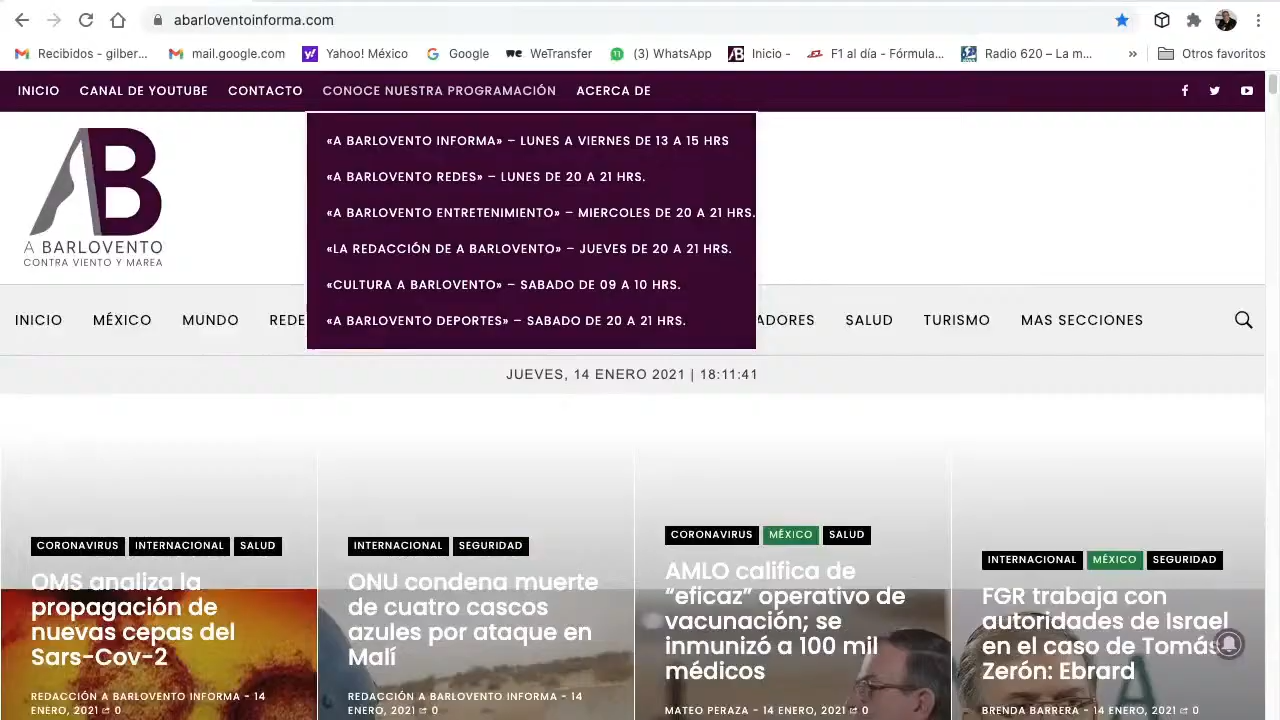 abarloventoinforma.com
Recibidos - gilber...
mail.google.com
Yahoo! México
Google
WeTransfer
(3) WhatsApp
Inicio -
F1 al día - Fórmula...
Radio 620 – La m...
»
Otros favoritos
INICIO
CANAL DE YOUTUBE
CONTACTO
CONOCE NUESTRA PROGRAMACIÓN
ACERCA DE
«A BARLOVENTO INFORMA» – LUNES A VIERNES DE 13 A 15 HRS
«A BARLOVENTO REDES» – LUNES DE 20 A 21 HRS.
«A BARLOVENTO ENTRETENIMIENTO» – MIERCOLES DE 20 A 21 HRS.
«LA REDACCIÓN DE A BARLOVENTO» – JUEVES DE 20 A 21 HRS.
«CULTURA A BARLOVENTO» – SABADO DE 09 A 10 HRS.
«A BARLOVENTO DEPORTES» – SABADO DE 20 A 21 HRS.
AB
A BARLOVENTO
CONTRA VIENTO Y MAREA
INICIO
MÉXICO
MUNDO
REDE
ADORES
SALUD
TURISMO
MAS SECCIONES
JUEVES, 14 ENERO 2021 | 18:11:41
CORONAVIRUS INTERNACIONAL SALUD
OMS analiza la
propagación de
nuevas cepas del
Sars-Cov-2
REDACCIÓN A BARLOVENTO INFORMA - 14
ENERO, 2021 0
INTERNACIONAL SEGURIDAD
ONU condena muerte
de cuatro cascos
azules por ataque en
Malí
REDACCIÓN A BARLOVENTO INFORMA - 14
ENERO, 2021 0
CORONAVIRUS MÉXICO SALUD
AMLO califica de
“eficaz” operativo de
vacunación; se
inmunizó a 100 mil
médicos
MATEO PERAZA - 14 ENERO, 2021 0
INTERNACIONAL MÉXICO SEGURIDAD
FGR trabaja con
autoridades de Israel
en el caso de Tomás
Zerón: Ebrard
BRENDA BARRERA - 14 ENERO, 2021 0